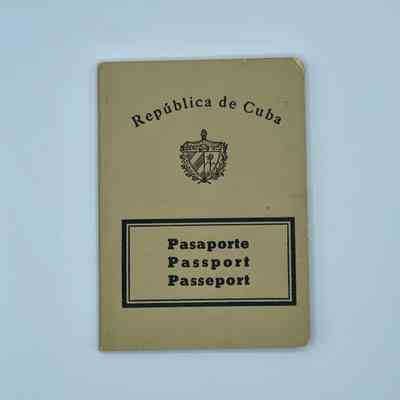 República de Cuba
Pasaporte
Passport
Passeport